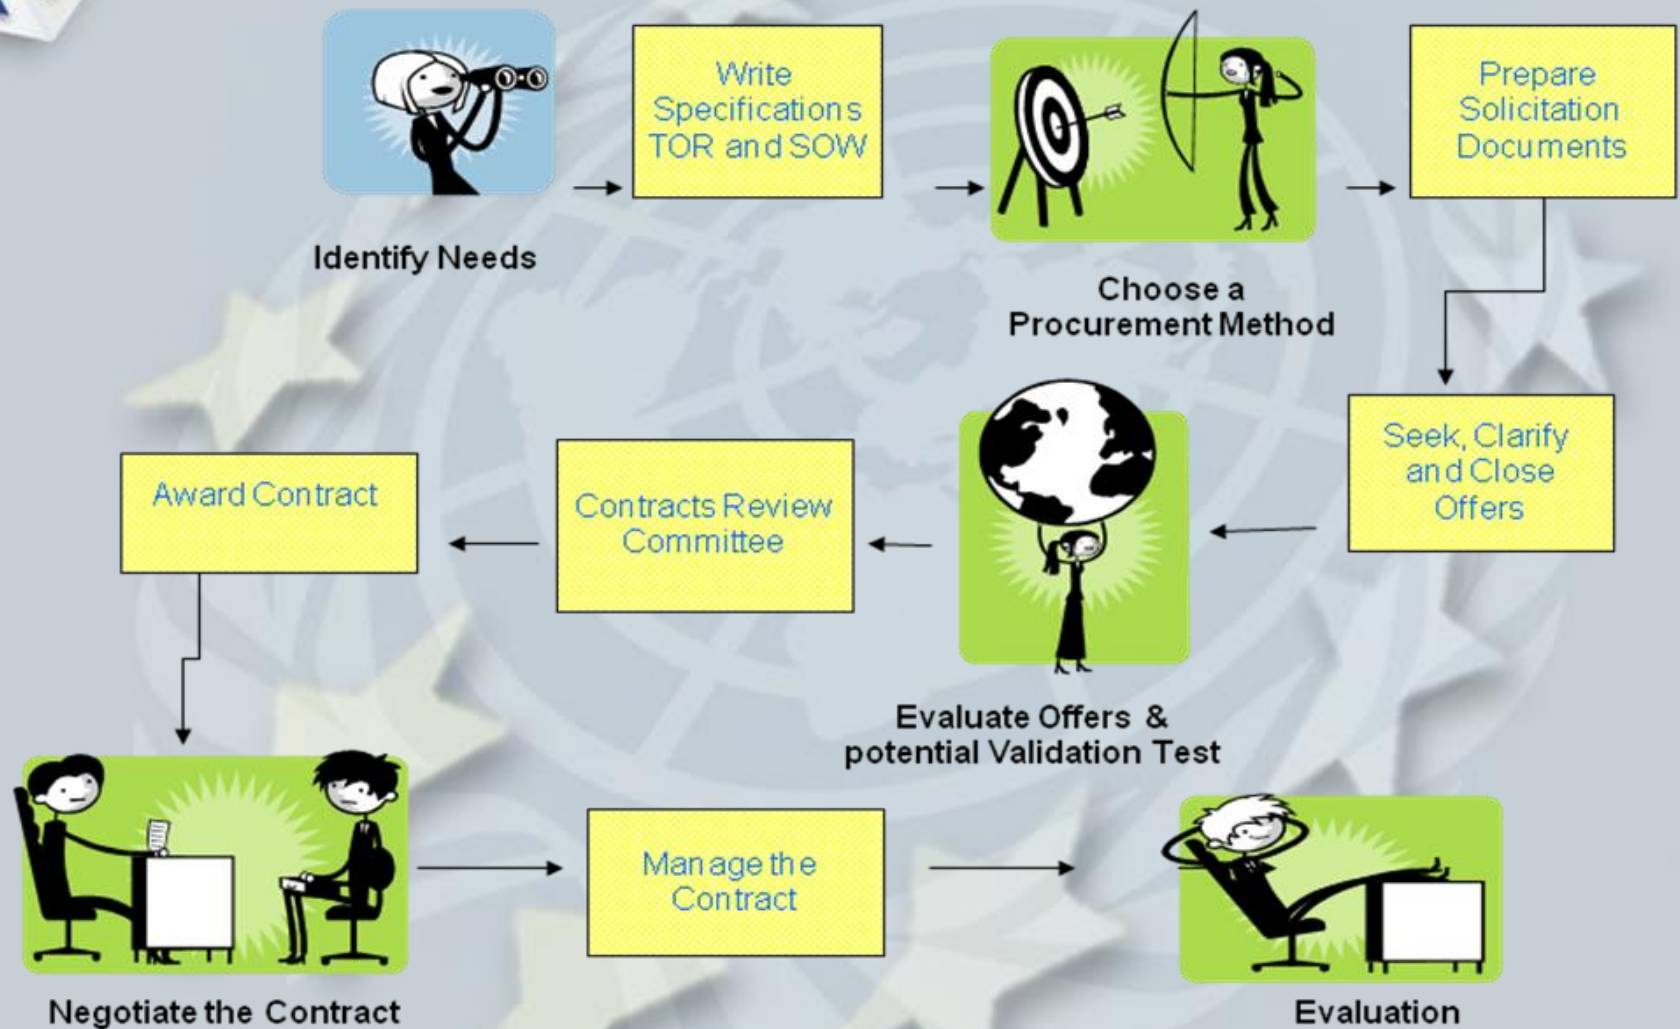 Identify Needs
Write
Specifications
TOR and SOW
Choose a
Procurement Method
Prepare
Solicitation
Documents
Seek, Clarify
and Close
Offers
Evaluate Offers &
potential Validation Test
Contracts Review
Committee
Award Contract
Negotiate the Contract
Manage the
Contract
Evaluation